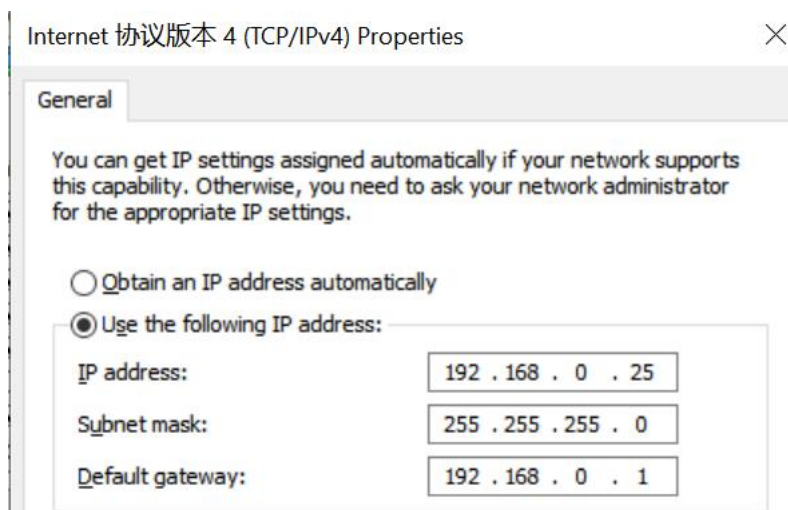 Internet 协议版本 4 (TCP/IPv4) Properties
General
You can get IP settings assigned automatically if your network supports
this capability. Otherwise, you need to ask your network administrator
for the appropriate IP settings.
Obtain an IP address automatically
Use the following IP address:
IP address: 192 . 168 . 0 . 25
Subnet mask: 255 . 255 . 255 . 0
Default gateway: 192 . 168 . 0 . 1